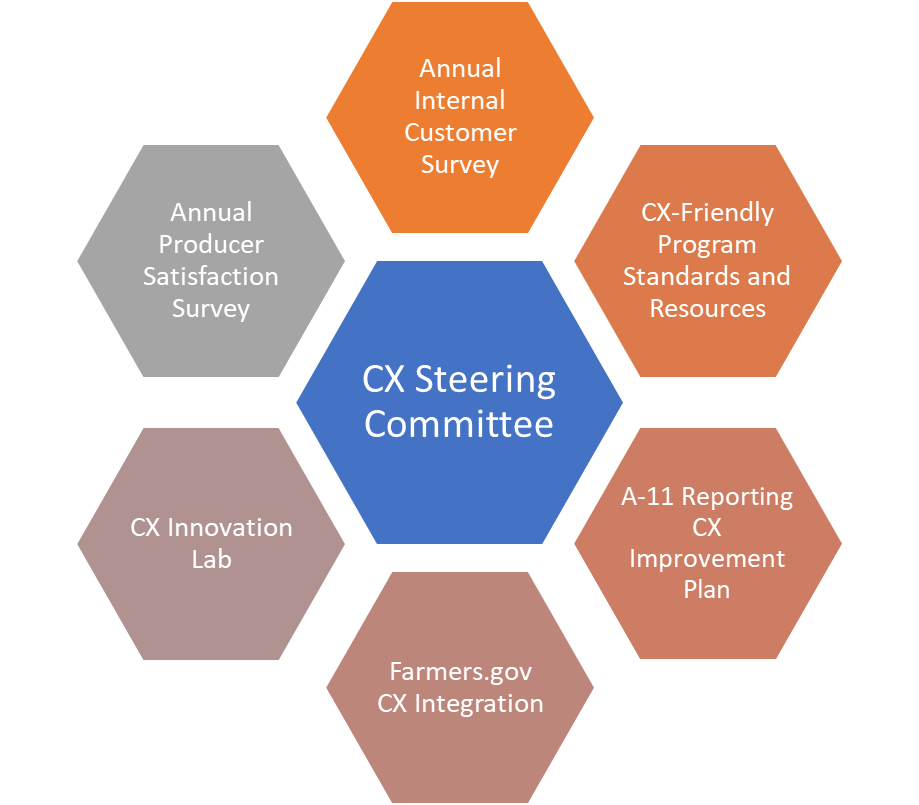 Annual
Internal
Customer
Survey
Annual
Producer
Satisfaction
Survey
CX-Friendly
Program
Standards and
Resources
CX Steering
Committee
CX Innovation
Lab
A-11 Reporting
CX
Improvement
Plan
Farmers.gov
CX Integration